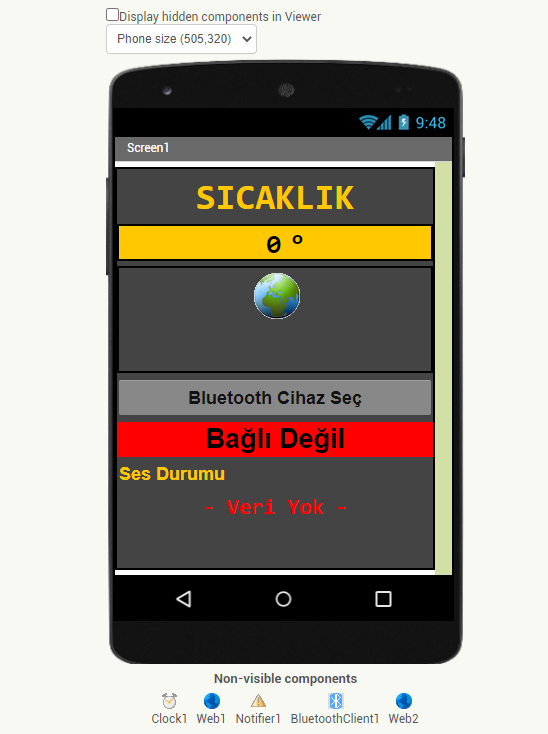 Display hidden components in Viewer
Phone size (505,320)
9:48
Screen1
SICAKLIK
0 º
Bluetooth Cihaz Seç
Bağlı Değil
Ses Durumu
- Veri Yok -
Non-visible components
Clock1 Web1 Notifier1 BluetoothClient1 Web2